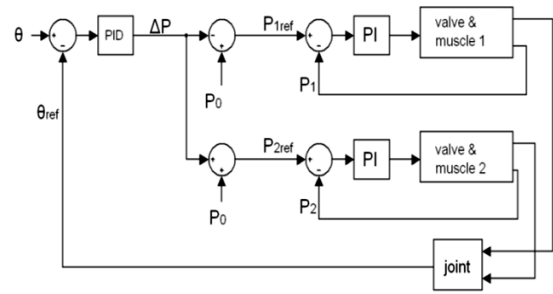 θ
PID
ΔP
P1ref
PI
valve &
muscle 1
P1
P0
θref
P2ref
PI
valve &
muscle 2
P2
P0
joint